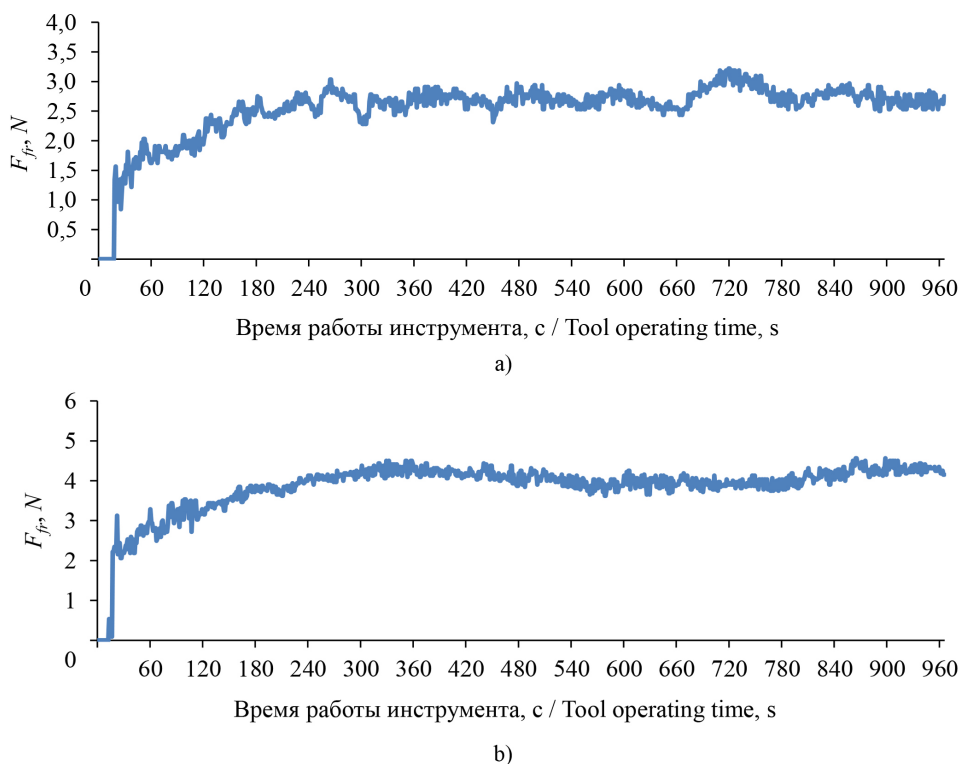 4,0
3,5
3,0
2,5
2,0
1,5
1,0
0,5
F_fr, N
0 60 120 180 240 300 360 420 480 540 600 660 720 780 840 900 960
Время работы инструмента, с / Tool operating time, s
a)
6
5
4
3
2
1
F_fr, N
0
60 120 180 240 300 360 420 480 540 600 660 720 780 840 900 960
Время работы инструмента, с / Tool operating time, s
b)